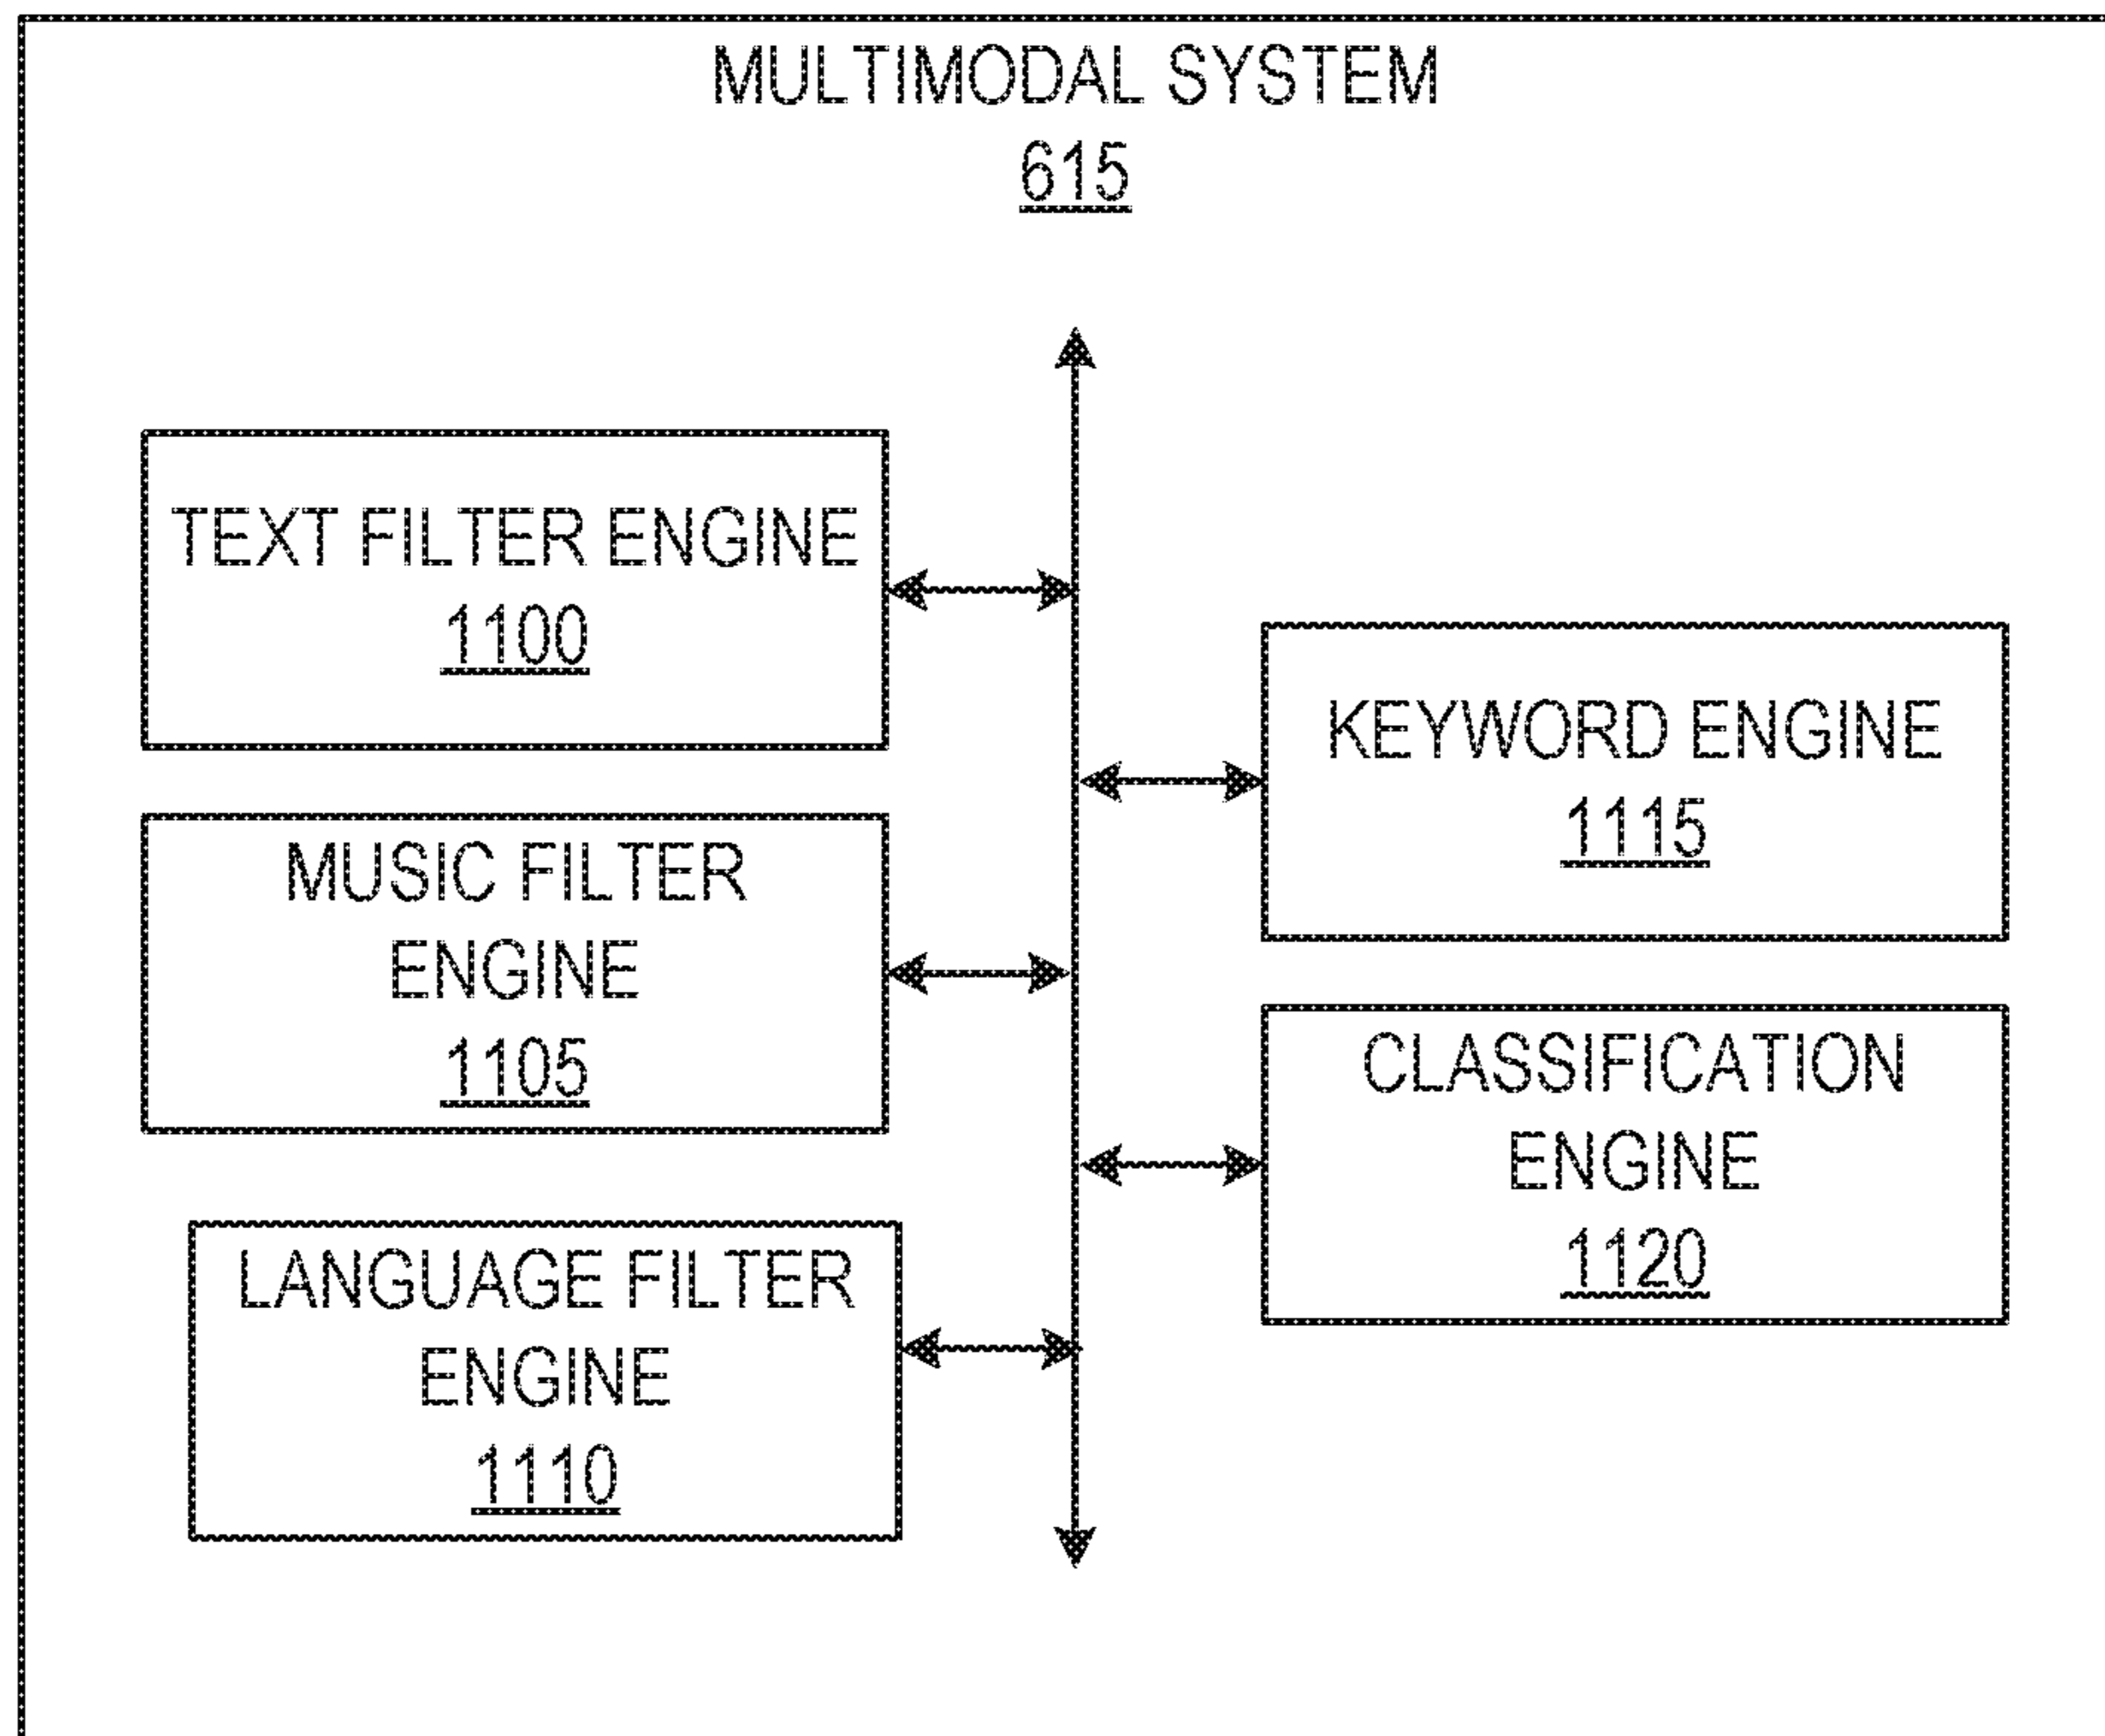 MULTIMODAL SYSTEM
615
TEXT FILTER ENGINE
1100
KEYWORD ENGINE
1115
MUSIC FILTER
ENGINE
1105
CLASSIFICATION
ENGINE
1120
LANGUAGE FILTER
ENGINE
1110